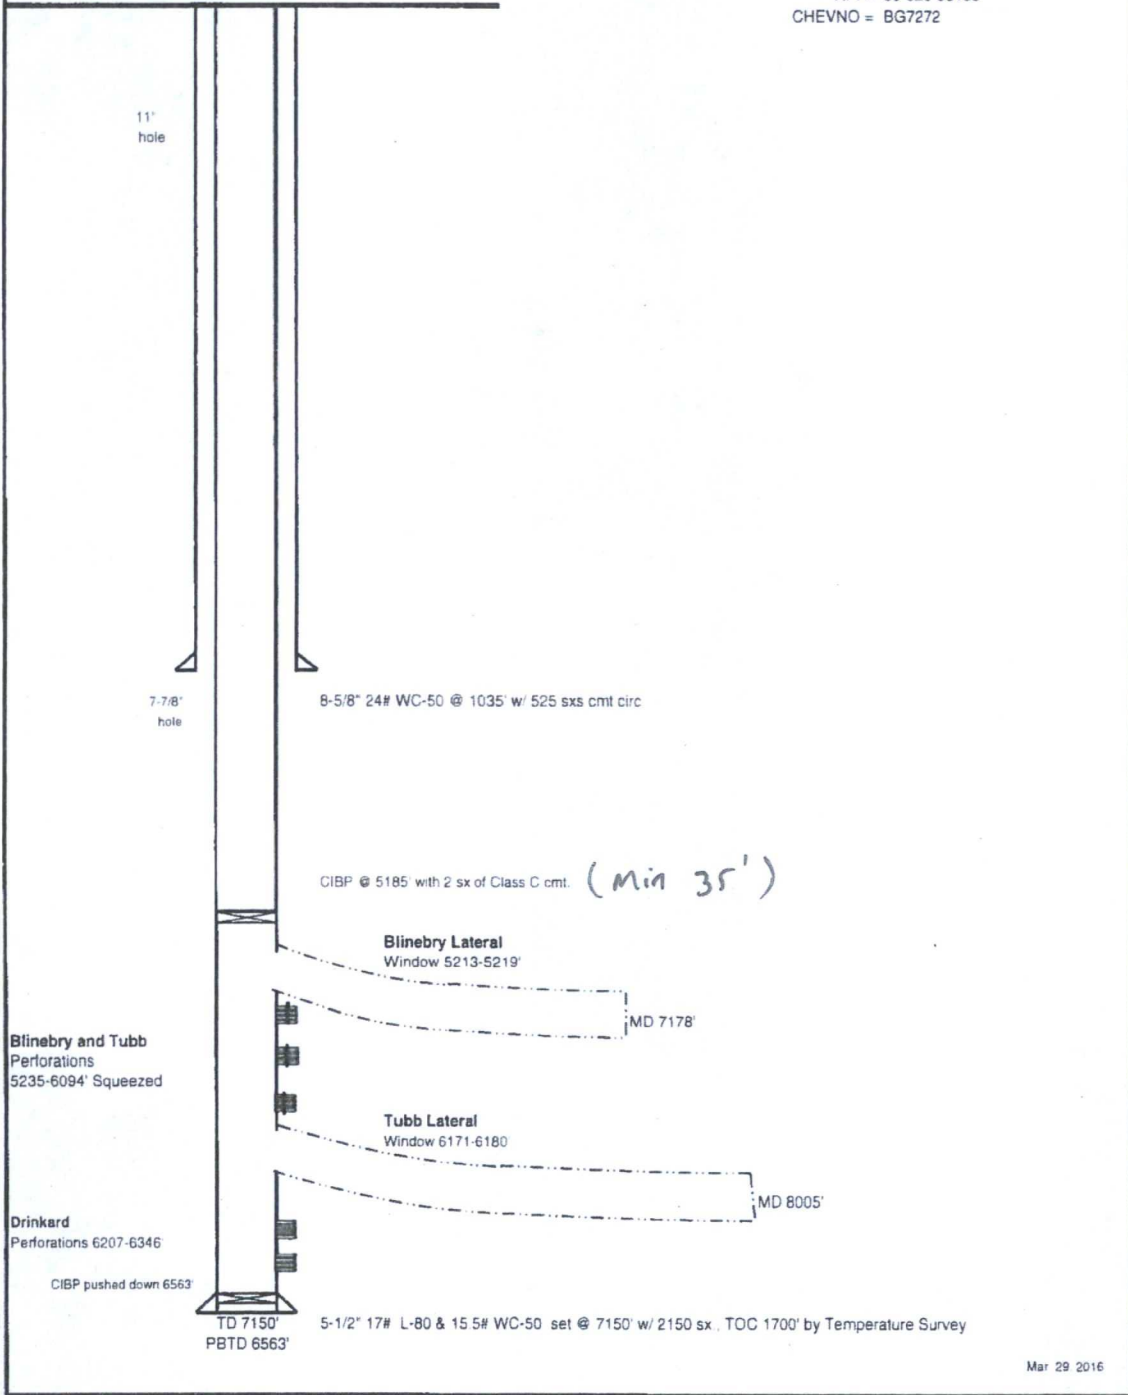 CHEVNO = BG7272
11"
hole
7-7/8"
hole
8-5/8" 24# WC-50 @ 1035' w/ 525 sxs cmt circ
CIBP @ 5185' with 2 sx of Class C cmt. (Min 35')
Blinebry Lateral
Window 5213-5219'
MD 7178'
Blinebry and Tubb
Perforations
5235-6094' Squeezed
Tubb Lateral
Window 6171-6180
MD 8005'
Drinkard
Perforations 6207-6346
CIBP pushed down 6563'
TD 7150'
PBTD 6563'
5-1/2" 17# L-80 & 15.5# WC-50 set @ 7150' w/ 2150 sx., TOC 1700' by Temperature Survey
Mar 29 2016